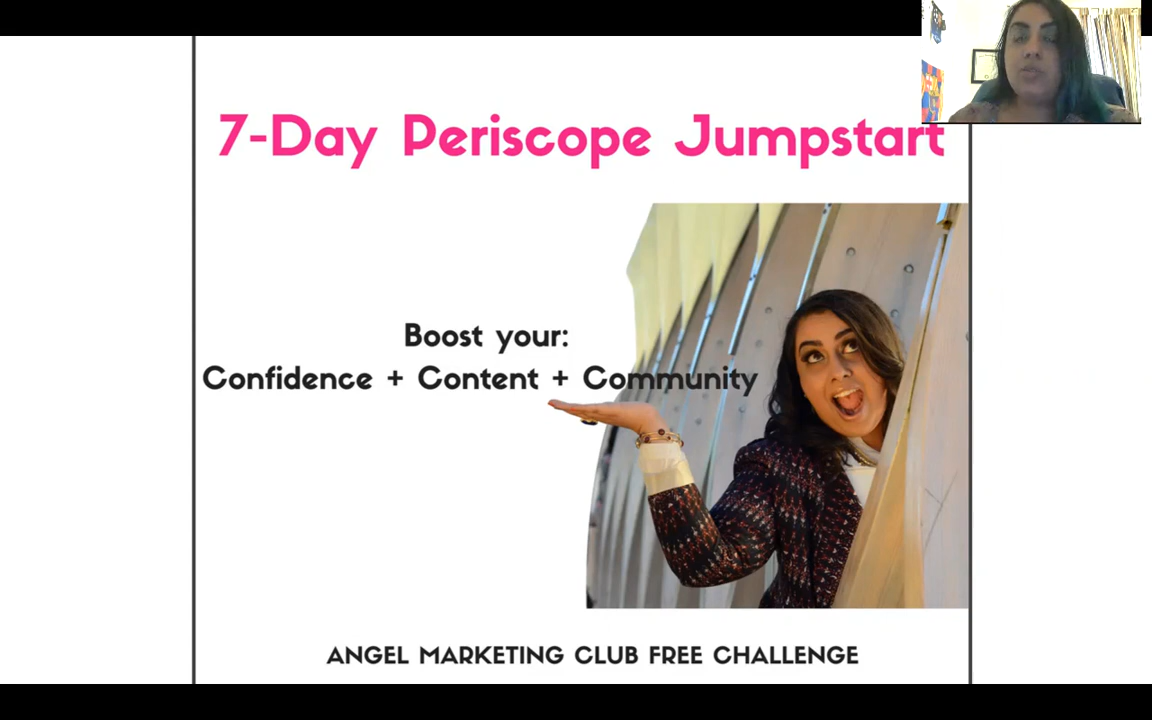 7-Day Periscope Jumpstart
Boost your:
Confidence + Content + Community
ANGEL MARKETING CLUB FREE CHALLENGE